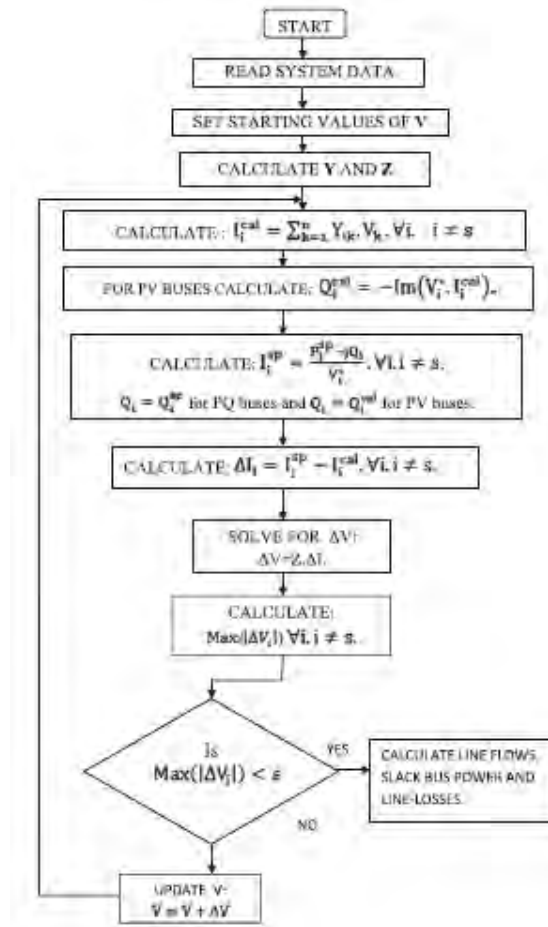 START
READ SYSTEM DATA
SET STARTING VALUES OF V
CALCULATE Y AND Z
CALCULATE : I_i^cal = ∑_{k=1}^n Y_ik. V_k, ∀i. i ≠ s
FOR PV BUSES CALCULATE: Q_i^cal = −Im(V_i^*. I_i^cal).
CALCULATE: I_i^sp = (P_i^sp −jQ_i)/V_i^*. ∀i. i ≠ s.
Q_i = Q_i^sp for PQ buses and Q_i = Q_i^cal for PV buses.
CALCULATE: ΔI_i = I_i^sp − I_i^cal. ∀i. i ≠ s.
SOLVE FOR ΔV:
ΔV=Z.ΔI.
CALCULATE:
Max(|ΔV_i|) ∀i. i ≠ s.
Is
Max(|ΔV_i|) < ε
YES
CALCULATE LINE FLOWS,
SLACK BUS POWER AND
LINE-LOSSES.
NO
UPDATE V:
V = V + ΔV